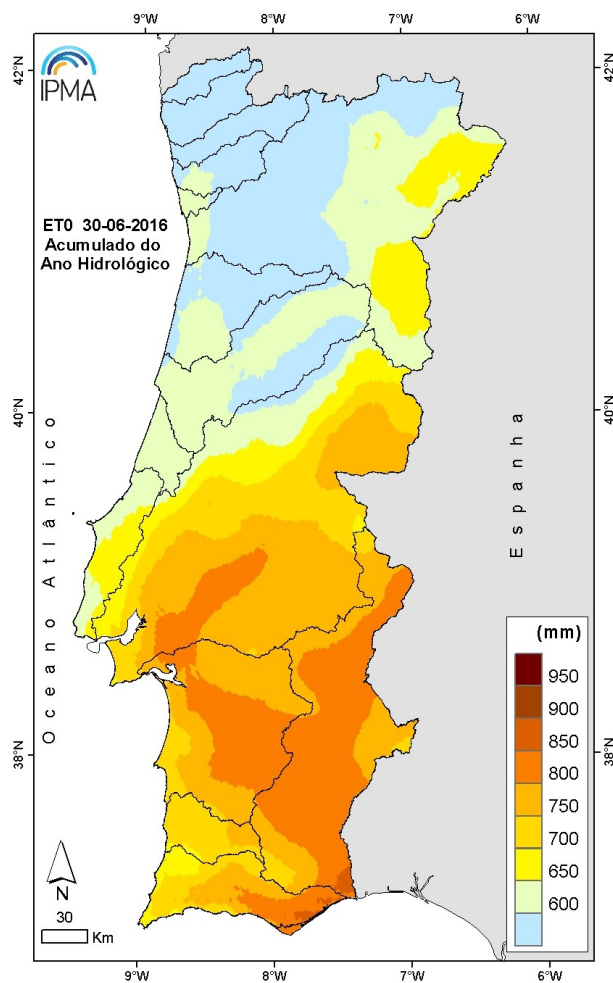 9°W 8°W 7°W 6°W
42°N 42°N
IPMA
ET0 30-06-2016
Acumulado do
Ano Hidrológico
40°N 40°N
Oceano Atlântico
Espanha
(mm)
950
900
850
800
750
700
650
600
38°N 38°N
N
30
Km
9°W 8°W 7°W 6°W